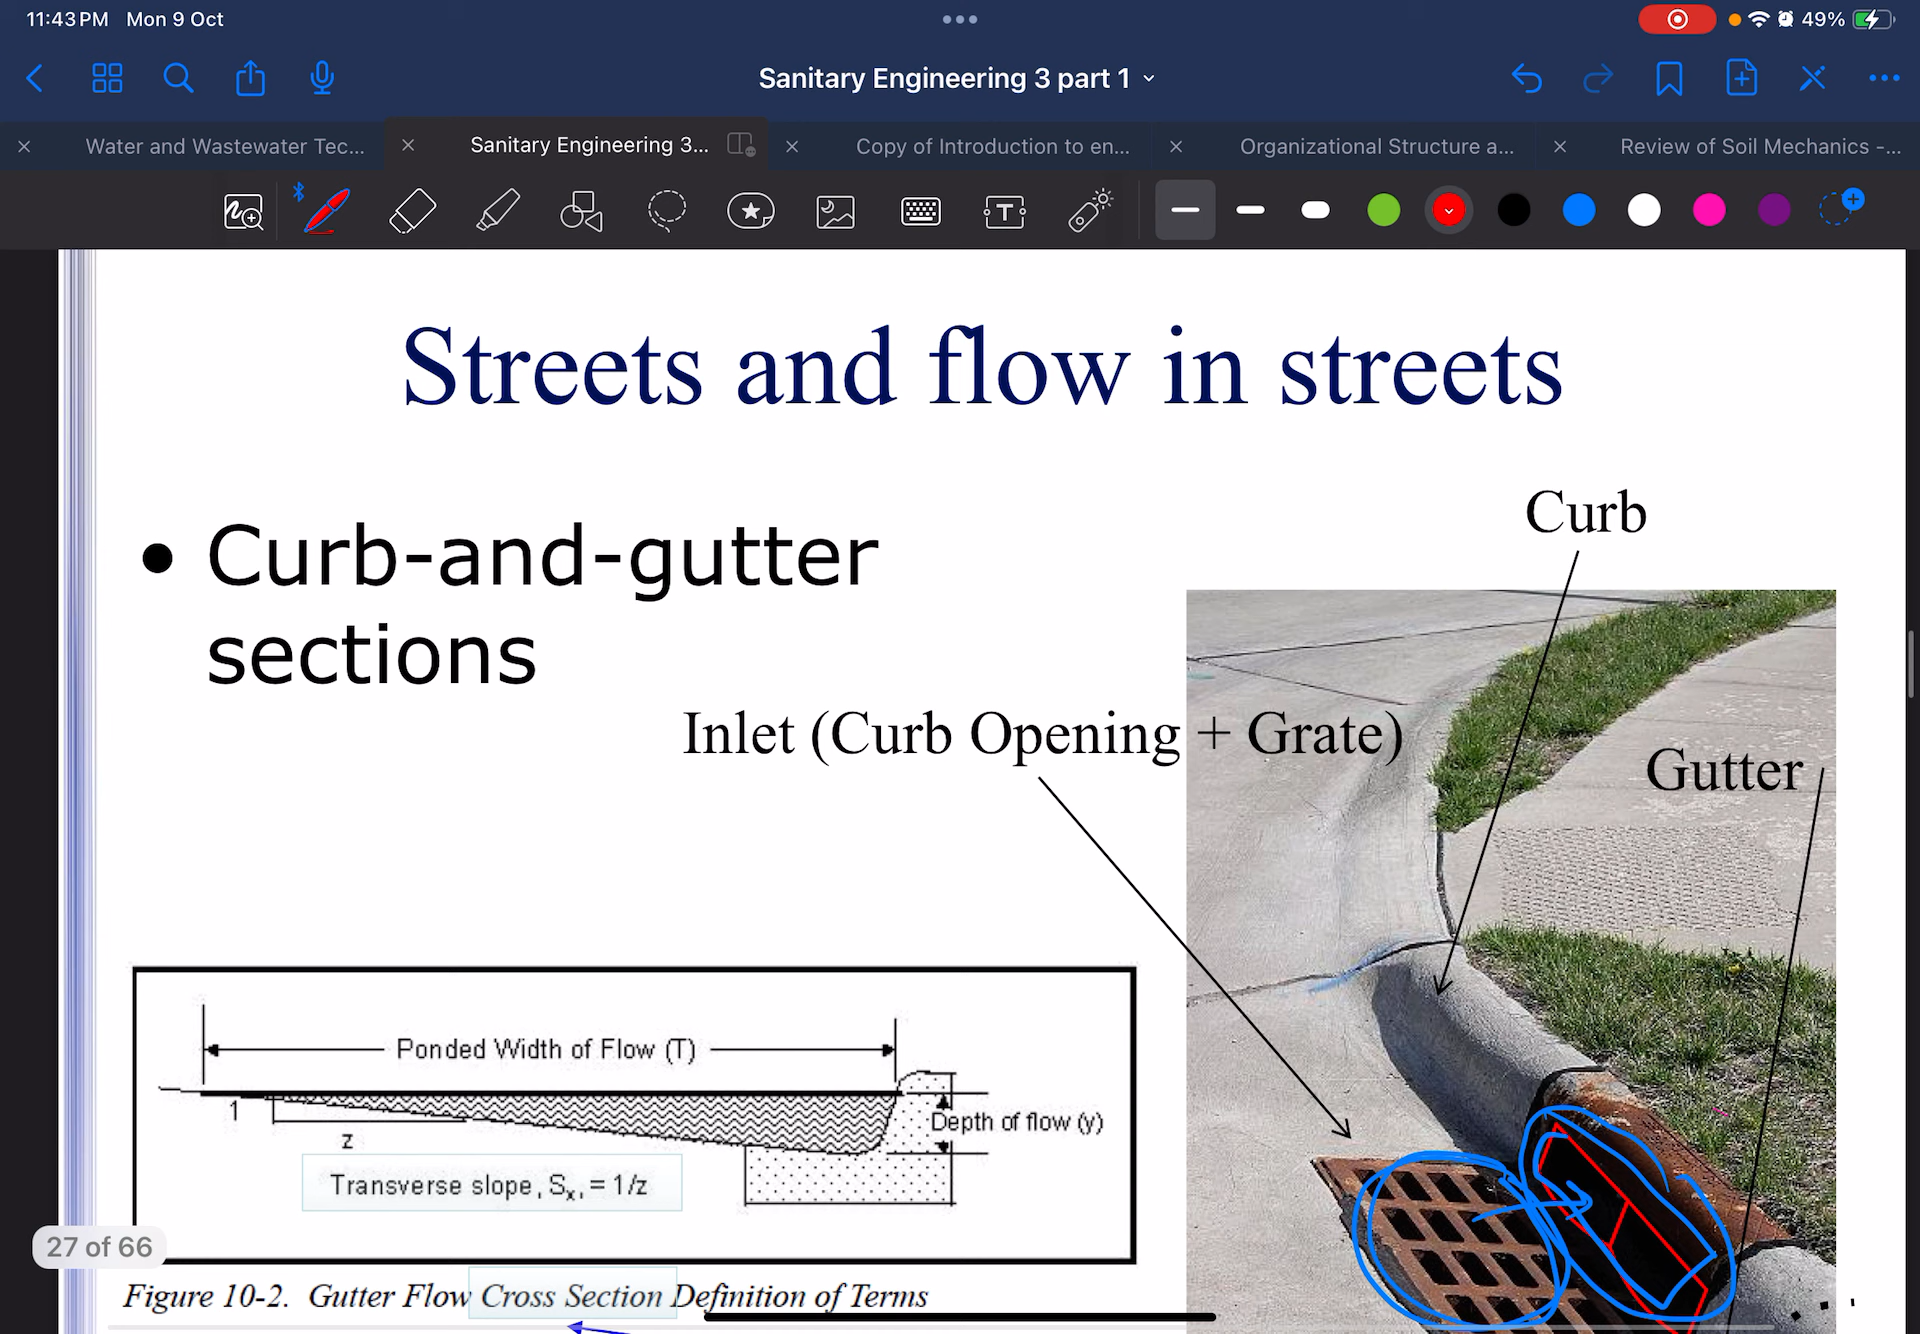 11:43 PM Mon 9 Oct
49%
Sanitary Engineering 3 part 1
Water and Wastewater Tec...
Sanitary Engineering 3...
Copy of Introduction to en...
Organizational Structure a...
Review of Soil Mechanics -...
Streets and flow in streets
• Curb-and-gutter
sections
Curb
Inlet (Curb Opening + Grate)
Gutter
Ponded Width of Flow (T)
1
z
Depth of flow (y)
Transverse slope, Sx, = 1/z
27 of 66
Figure 10-2. Gutter Flow Cross Section Definition of Terms